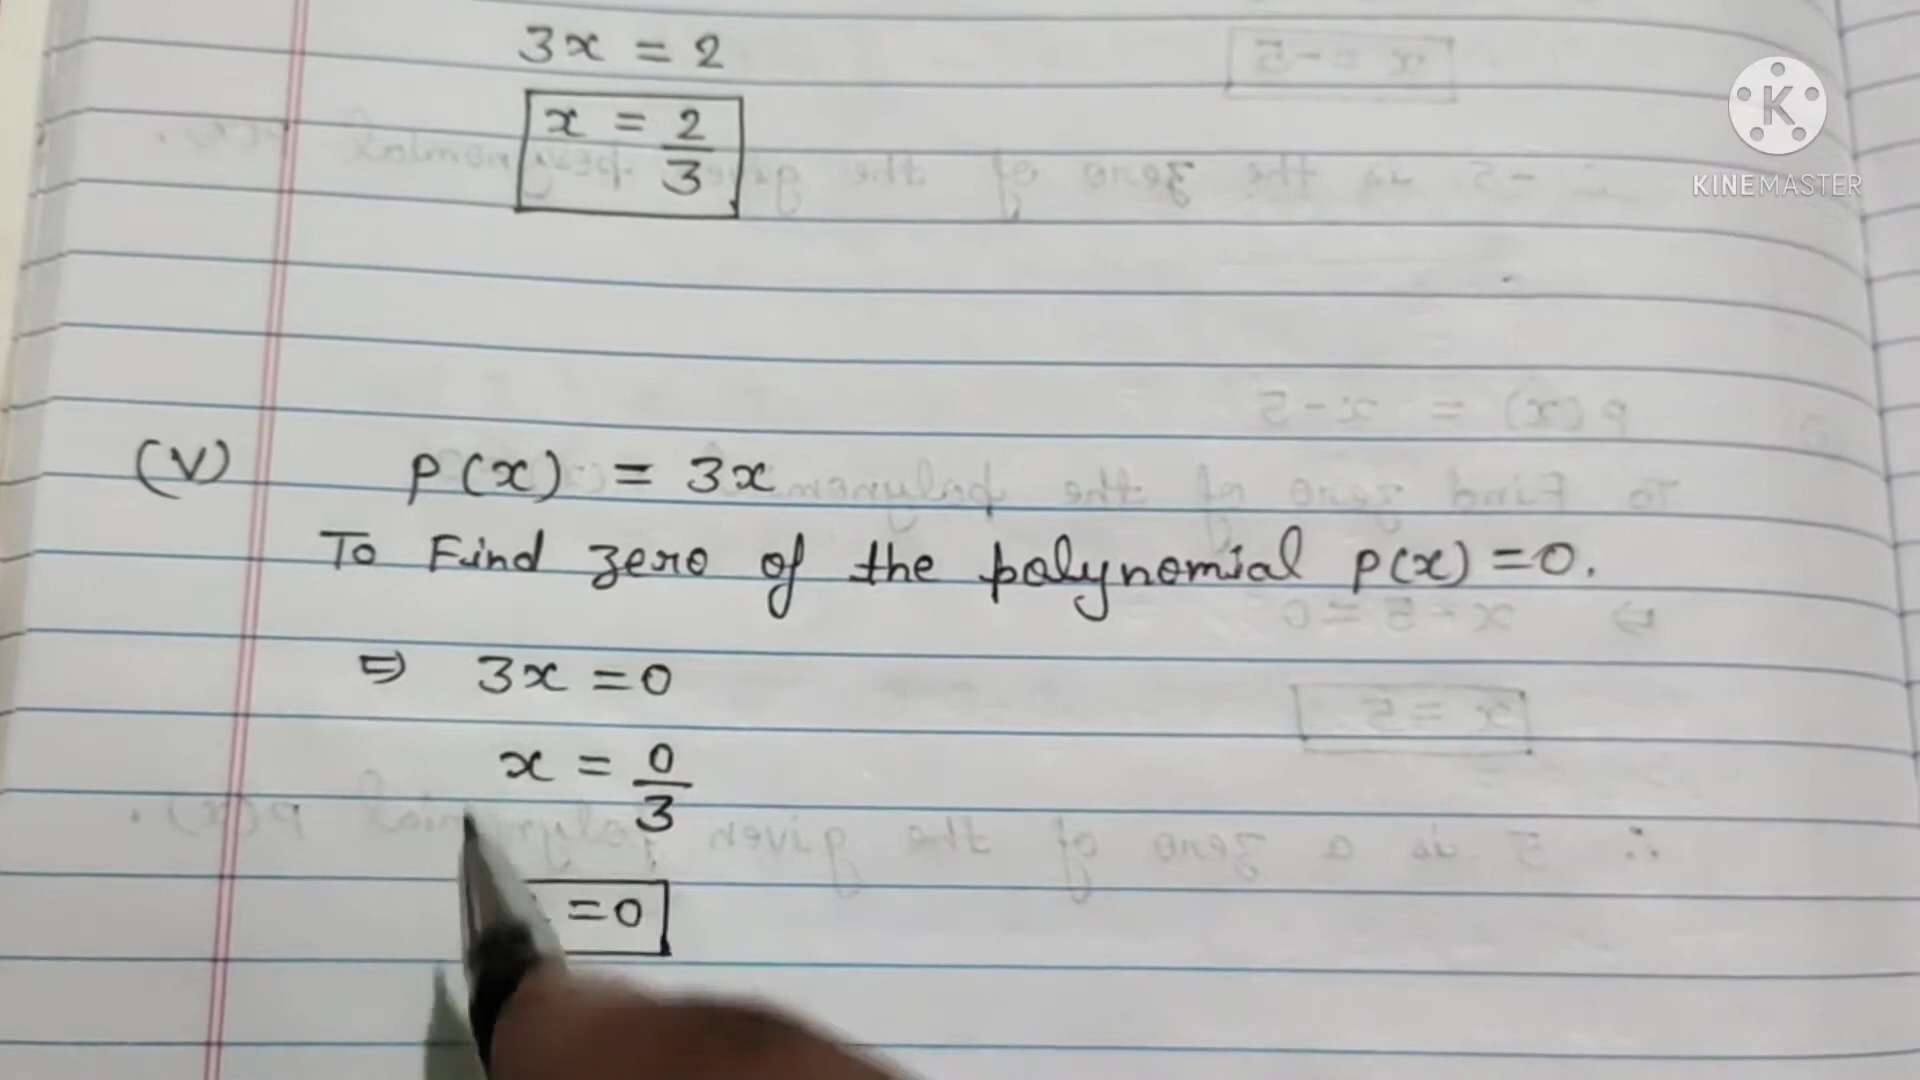 3x = 2
x = 2/3
KINEMASTER
(V) P(x) = 3x
To Find zero of the polynomial P(x) = 0.
⇒ 3x = 0
x = 0/3
= 0